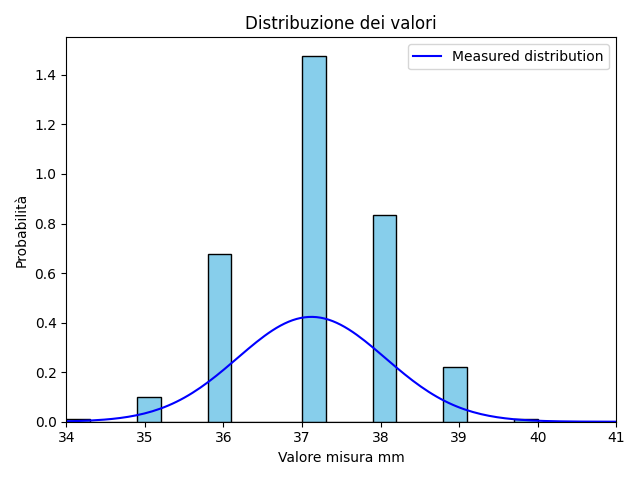 Distribuzione dei valori
Measured distribution
Probabilità
1.4
1.2
1.0
0.8
0.6
0.4
0.2
0.0
34 35 36 37 38 39 40 41
Valore misura mm